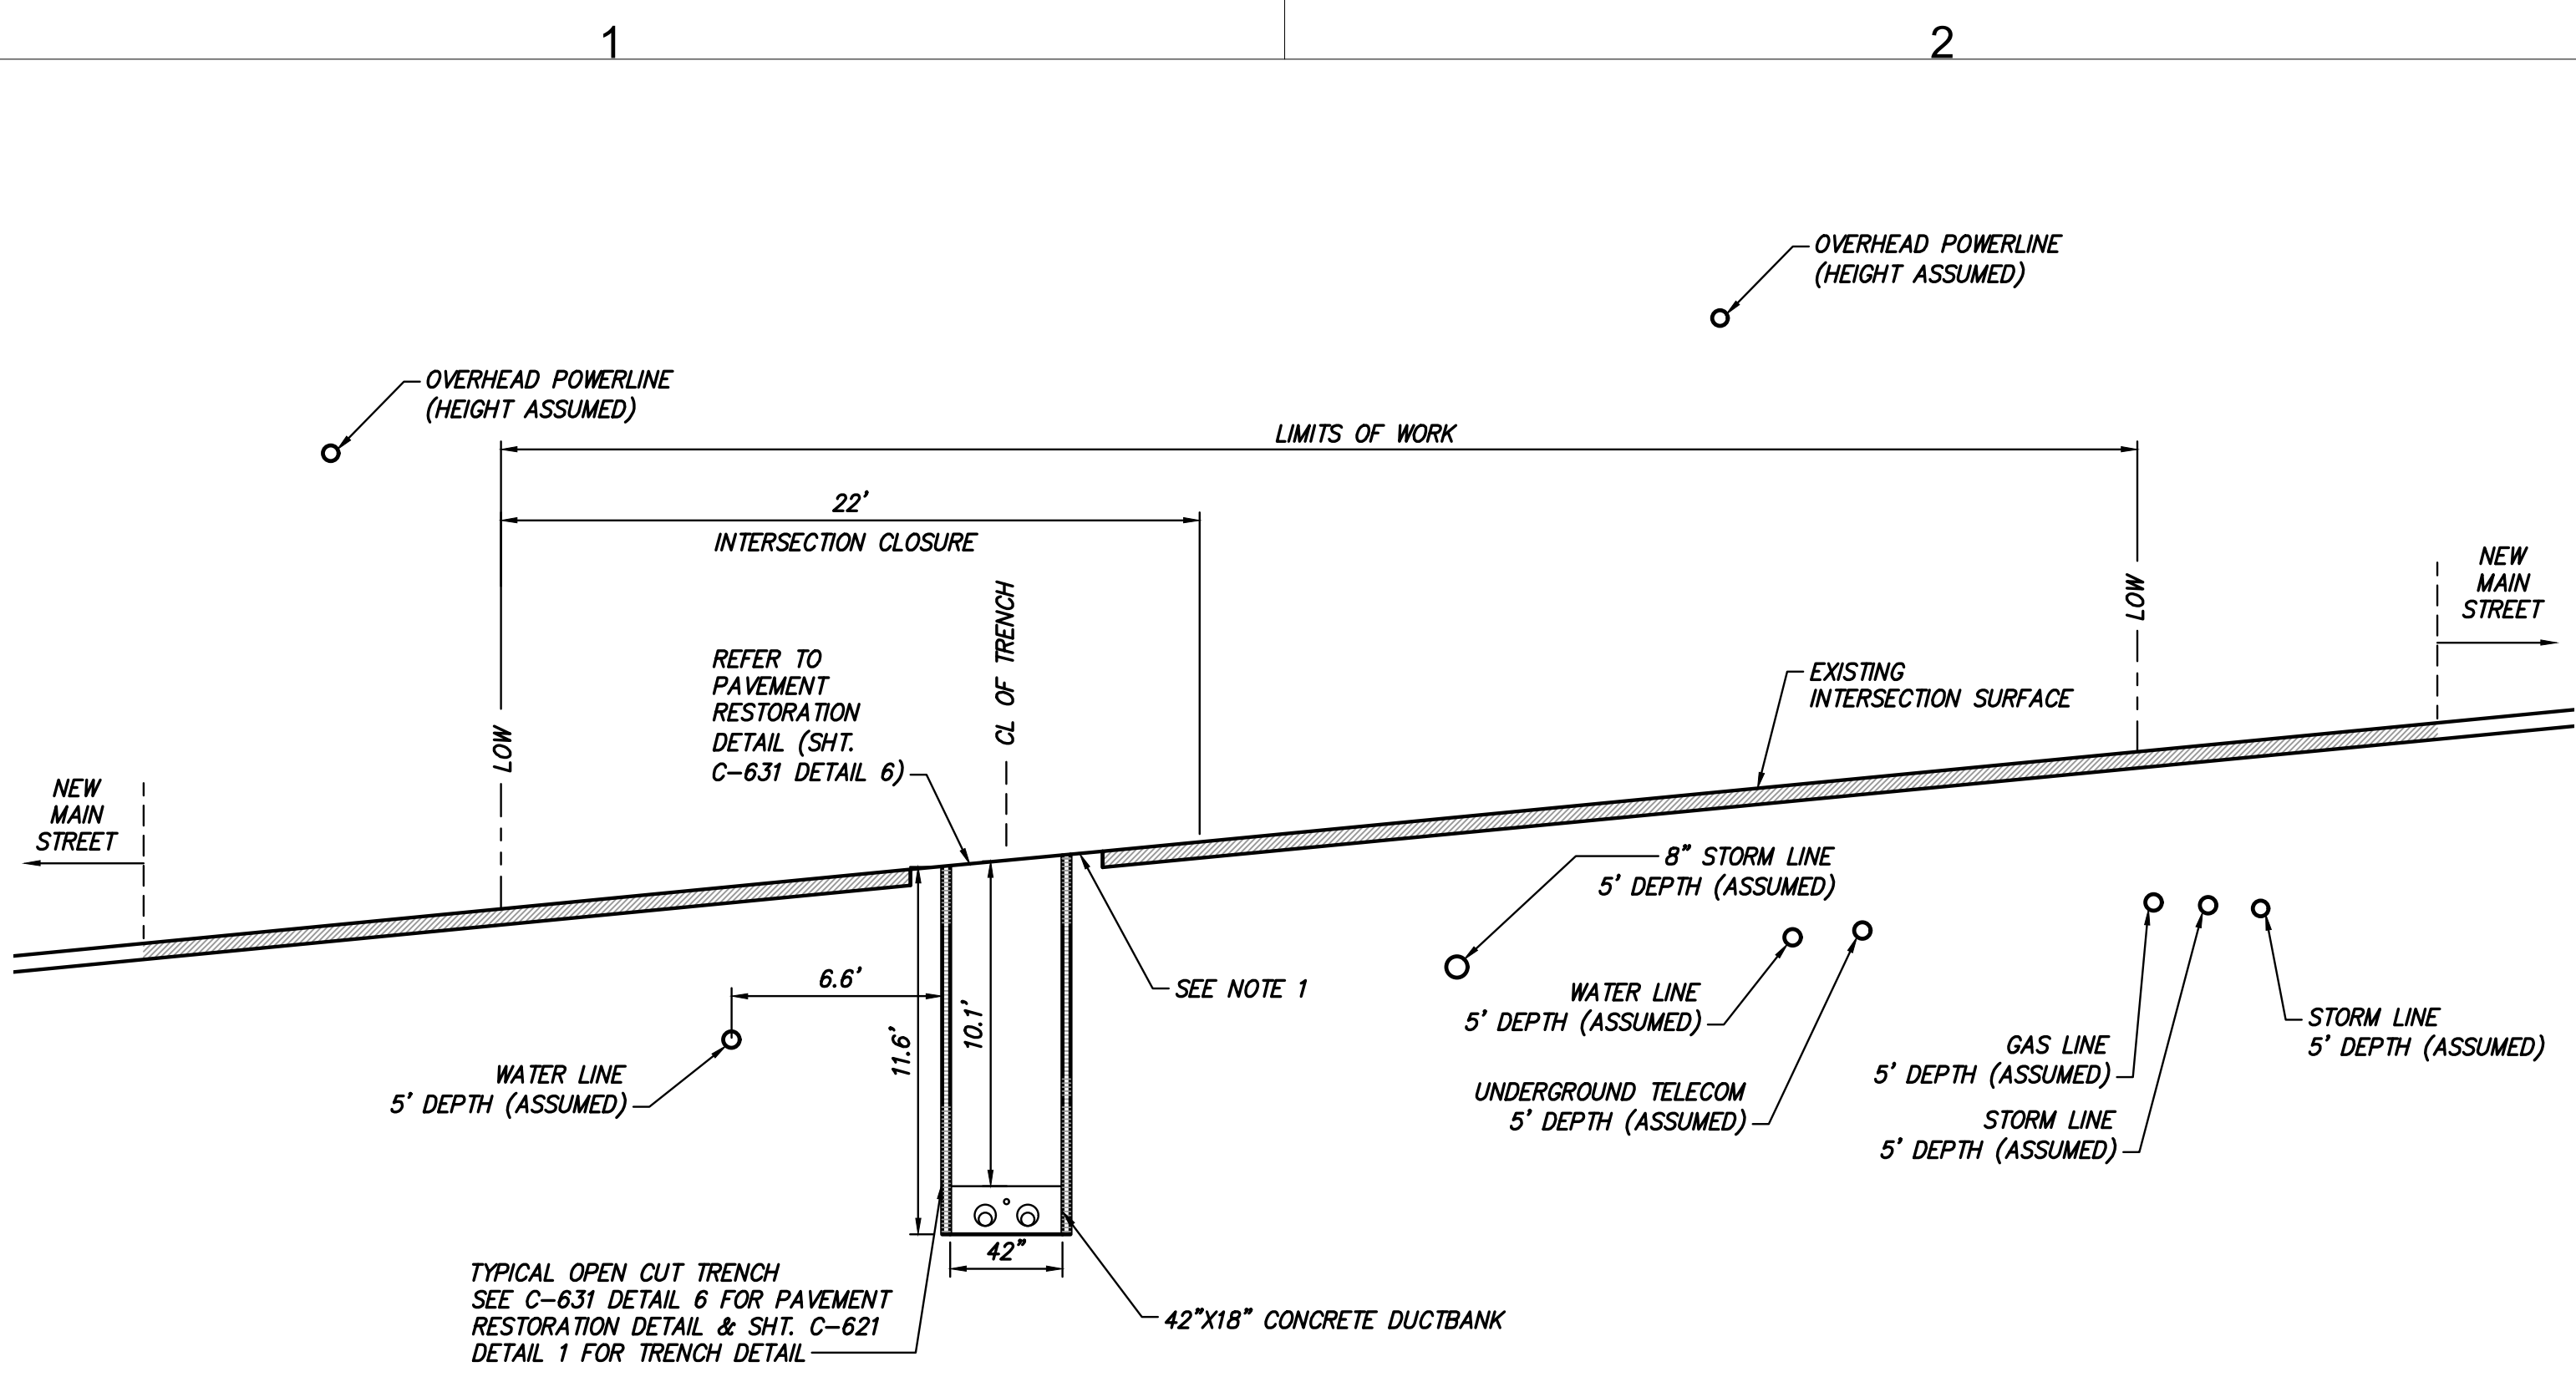 1
2
OVERHEAD POWERLINE
(HEIGHT ASSUMED)
OVERHEAD POWERLINE
(HEIGHT ASSUMED)
LIMITS OF WORK
22'
INTERSECTION CLOSURE
NEW
MAIN
STREET
LOW
CL OF TRENCH
REFER TO
PAVEMENT
RESTORATION
DETAIL (SHT.
C-631 DETAIL 6)
EXISTING
INTERSECTION SURFACE
LOW
NEW
MAIN
STREET
8" STORM LINE
5' DEPTH (ASSUMED)
6.6'
SEE NOTE 1
WATER LINE
5' DEPTH (ASSUMED)
STORM LINE
5' DEPTH (ASSUMED)
10.1'
11.6'
GAS LINE
5' DEPTH (ASSUMED)
WATER LINE
5' DEPTH (ASSUMED)
UNDERGROUND TELECOM
5' DEPTH (ASSUMED)
STORM LINE
5' DEPTH (ASSUMED)
42"
TYPICAL OPEN CUT TRENCH
SEE C-631 DETAIL 6 FOR PAVEMENT
RESTORATION DETAIL & SHT. C-621
DETAIL 1 FOR TRENCH DETAIL
42"X18" CONCRETE DUCTBANK